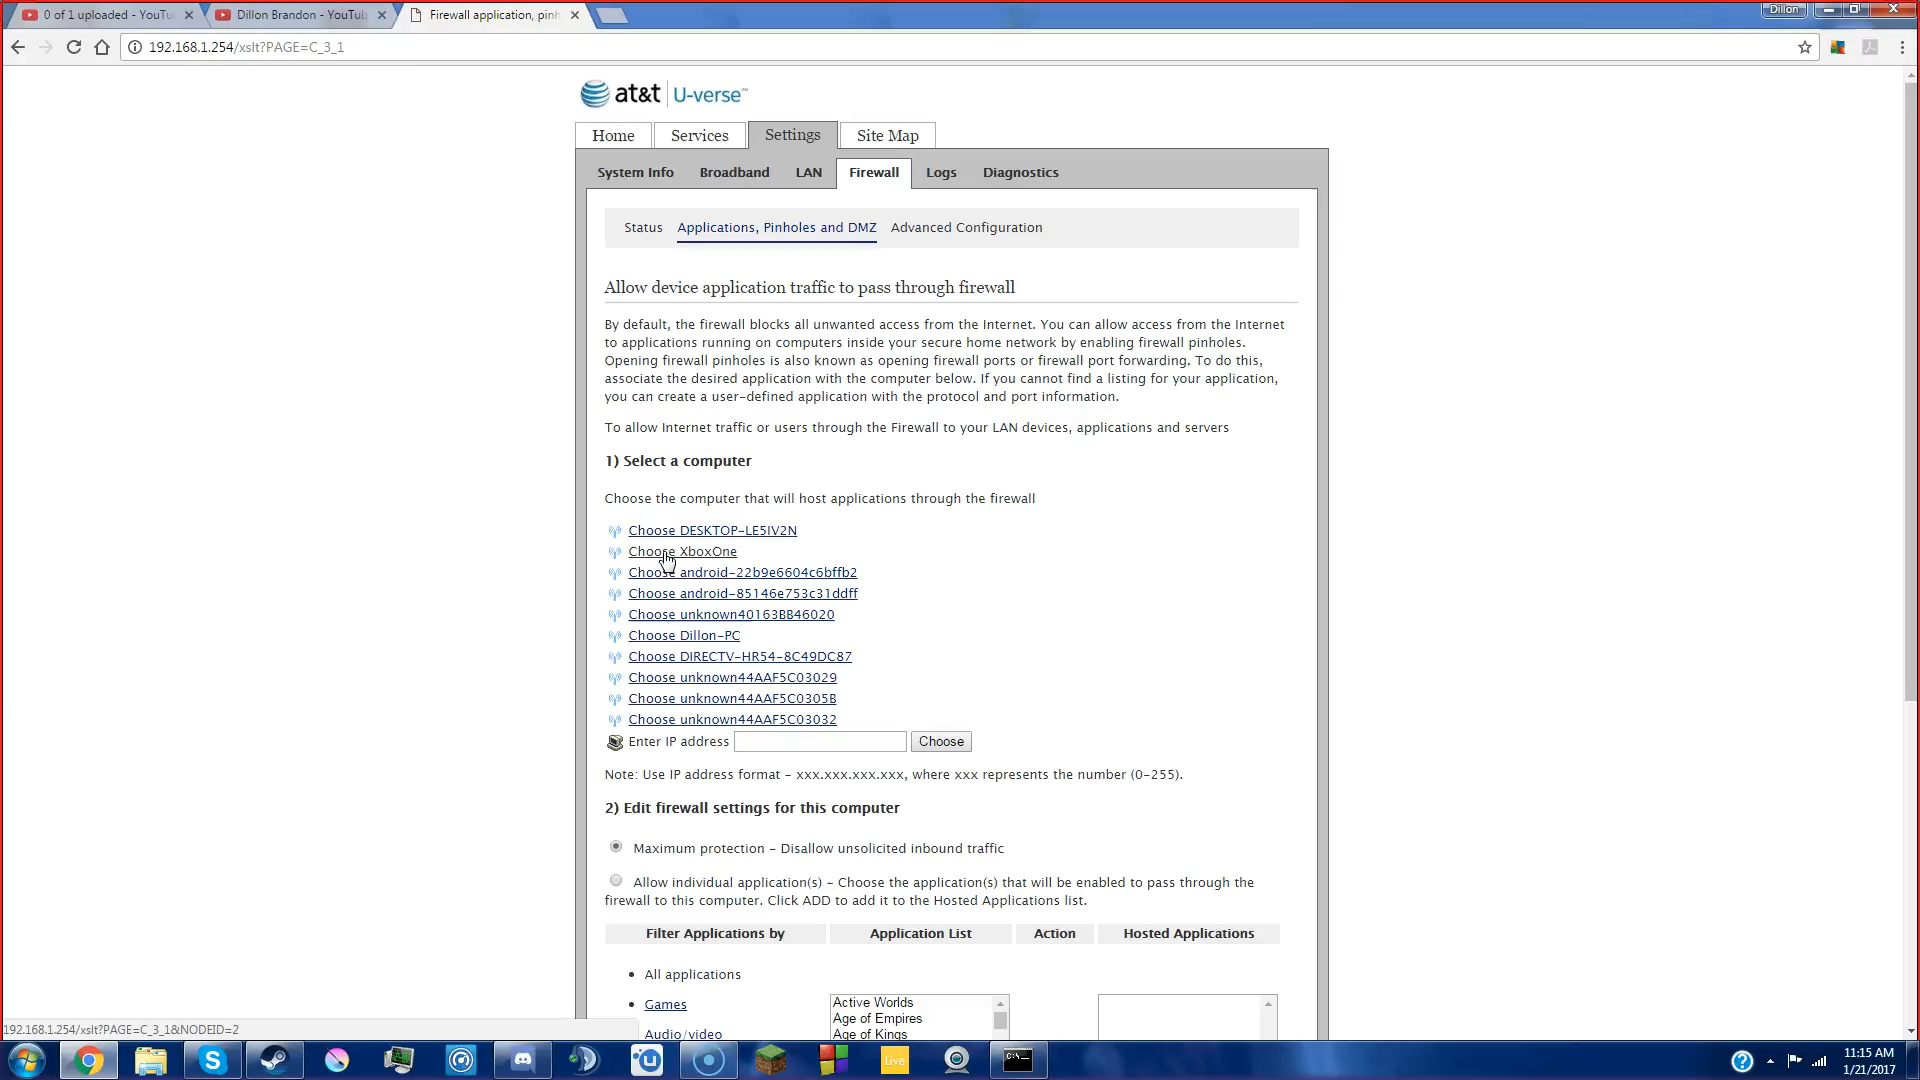 0 of 1 uploaded - YouTu
Dillon Brandon - YouTub
Firewall application, pinh
Dillon
192.168.1.254/xslt?PAGE=C_3_1
at&t U-verse™
Home Services Settings Site Map
System Info Broadband LAN Firewall Logs Diagnostics
Status Applications, Pinholes and DMZ Advanced Configuration
Allow device application traffic to pass through firewall
By default, the firewall blocks all unwanted access from the Internet. You can allow access from the Internet
to applications running on computers inside your secure home network by enabling firewall pinholes.
Opening firewall pinholes is also known as opening firewall ports or firewall port forwarding. To do this,
associate the desired application with the computer below. If you cannot find a listing for your application,
you can create a user-defined application with the protocol and port information.
To allow Internet traffic or users through the Firewall to your LAN devices, applications and servers
1) Select a computer
Choose the computer that will host applications through the firewall
Choose DESKTOP-LE5IV2N
Choose XboxOne
Choose android-22b9e6604c6bffb2
Choose android-85146e753c31ddff
Choose unknown40163BB46020
Choose Dillon-PC
Choose DIRECTV-HR54-8C49DC87
Choose unknown44AAF5C03029
Choose unknown44AAF5C0305B
Choose unknown44AAF5C03032
Enter IP address Choose
Note: Use IP address format - xxx.xxx.xxx.xxx, where xxx represents the number (0-255).
2) Edit firewall settings for this computer
Maximum protection - Disallow unsolicited inbound traffic
Allow individual application(s) - Choose the application(s) that will be enabled to pass through the
firewall to this computer. Click ADD to add it to the Hosted Applications list.
Filter Applications by Application List Action Hosted Applications
All applications
Games
Audio/video
Active Worlds
Age of Empires
Age of Kings
192.168.1.254/xslt?PAGE=C_3_1&NODEID=2
Live
C:\.
11:15 AM
1/21/2017